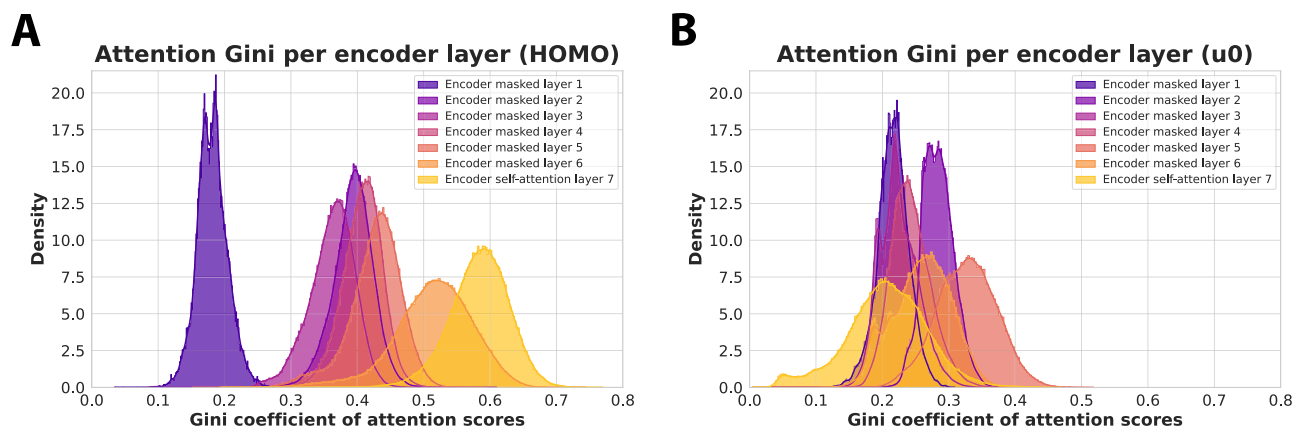 A
Attention Gini per encoder layer (HOMO)
Encoder masked layer 1
Encoder masked layer 2
Encoder masked layer 3
Encoder masked layer 4
Encoder masked layer 5
Encoder masked layer 6
Encoder self-attention layer 7
Density
20.0
17.5
15.0
12.5
10.0
7.5
5.0
2.5
0.0
0.0 0.1 0.2 0.3 0.4 0.5 0.6 0.7 0.8
Gini coefficient of attention scores
B
Attention Gini per encoder layer (u0)
Encoder masked layer 1
Encoder masked layer 2
Encoder masked layer 3
Encoder masked layer 4
Encoder masked layer 5
Encoder masked layer 6
Encoder self-attention layer 7
Density
20.0
17.5
15.0
12.5
10.0
7.5
5.0
2.5
0.0
0.0 0.1 0.2 0.3 0.4 0.5 0.6 0.7 0.8
Gini coefficient of attention scores